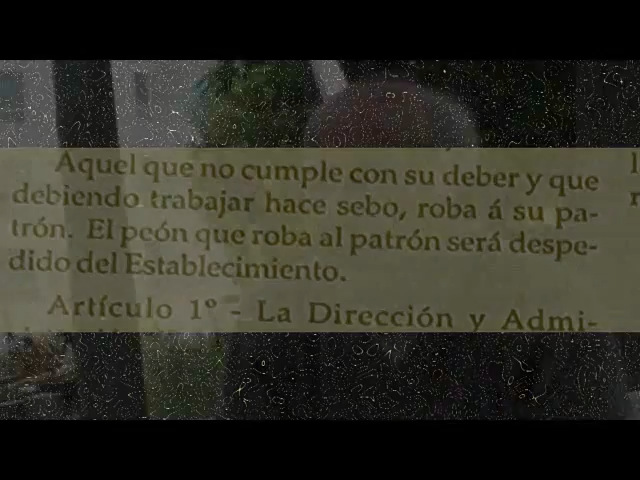 Aquel que no cumple con su deber y que
debiendo trabajar hace sebo, roba á su pa-
trón. El peón que roba al patrón será despe-
dido del Establecimiento.
Artículo 1º - La Dirección y Admi-